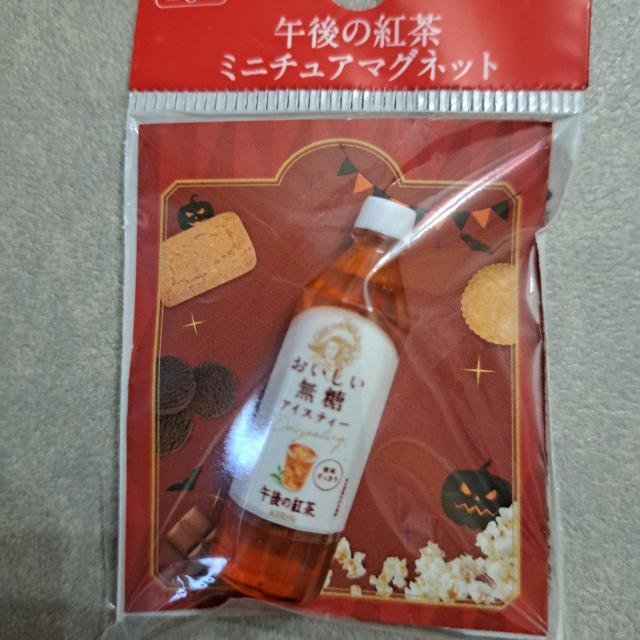 午後の紅茶
ミニチュアマグネット
おいしい
無糖
アイスティー
Darjeeling
午後の紅茶
KIRIN